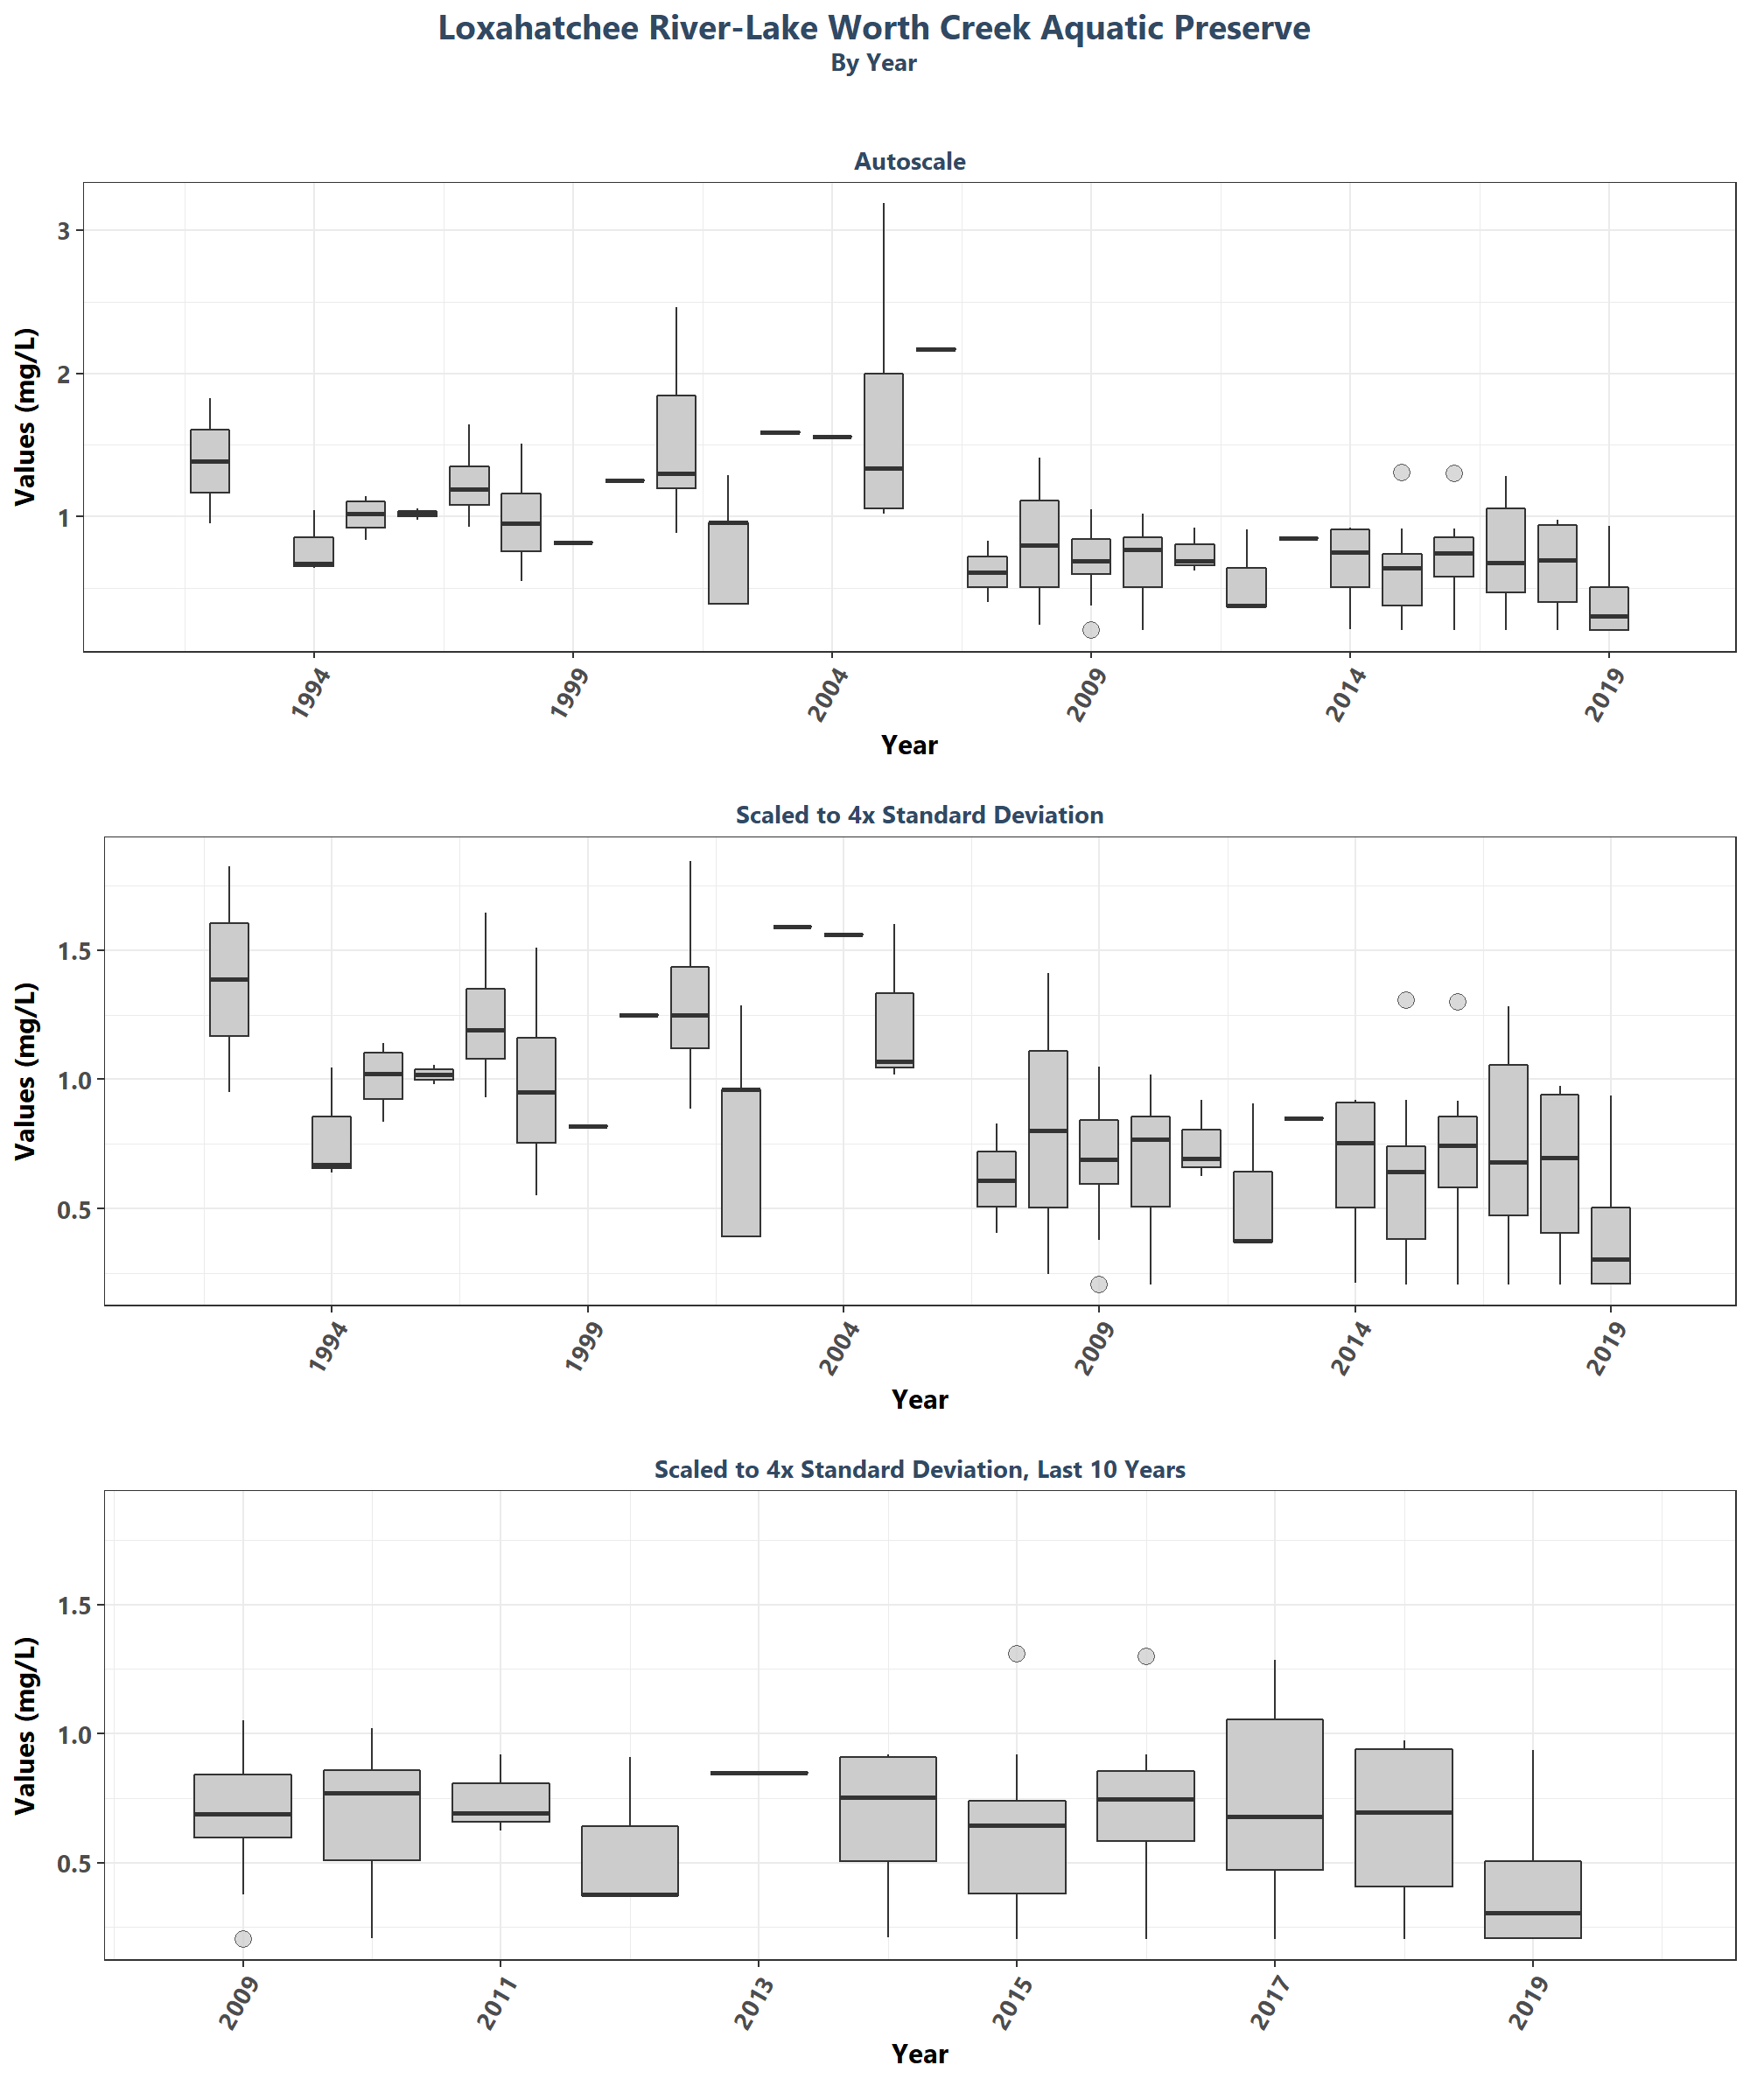 Loxahatchee River-Lake Worth Creek Aquatic Preserve
By Year
Autoscale
Values (mg/L)
3
2
1
1994
1999
2004
2009
2014
2019
Year
Scaled to 4x Standard Deviation
Values (mg/L)
1.5
1.0
0.5
1994
1999
2004
2009
2014
2019
Year
Scaled to 4x Standard Deviation, Last 10 Years
Values (mg/L)
1.5
1.0
0.5
2009
2011
2013
2015
2017
2019
Year